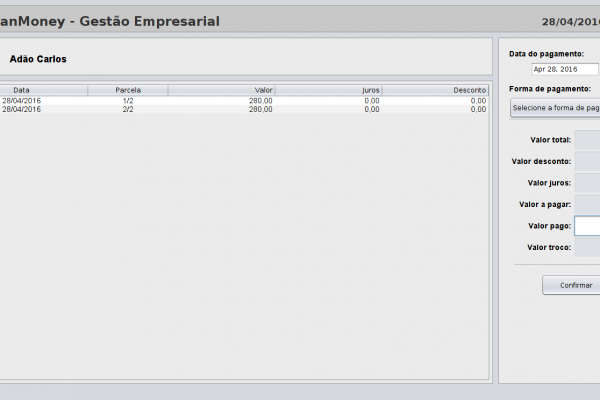 anMoney - Gestão Empresarial 28/04/2016
Adão Carlos
Data Parcela Valor Juros Desconto
28/04/2016 1/2 280,00 0,00 0,00
28/04/2016 2/2 280,00 0,00 0,00
Data do pagamento:
Apr 28, 2016
Forma de pagamento:
Selecione a forma de pag
Valor total:
Valor desconto:
Valor juros:
Valor a pagar:
Valor pago:
Valor troco:
Confirmar